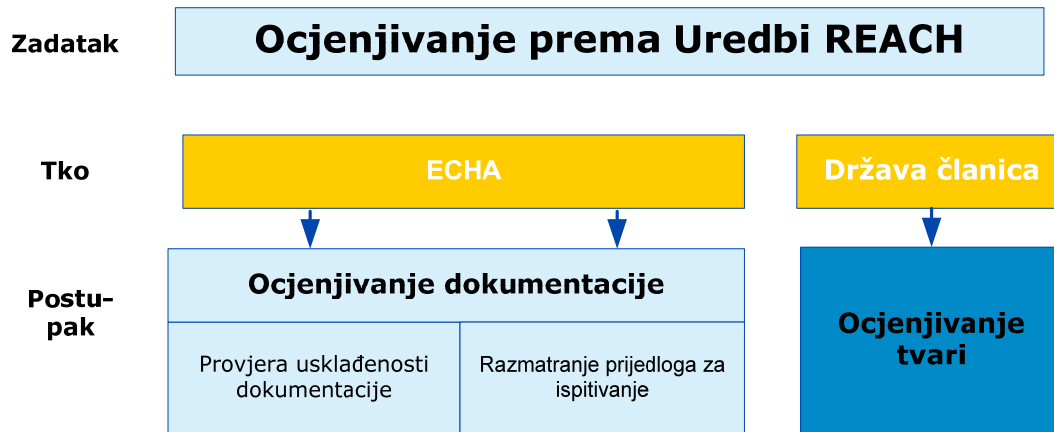 Zadatak
Ocjenjivanje prema Uredbi REACH
Tko
ECHA
Država članica
Postu-
pak
Ocjenjivanje dokumentacije
Provjera usklađenosti
dokumentacije
Razmatranje prijedloga za
ispitivanje
Ocjenjivanje
tvari